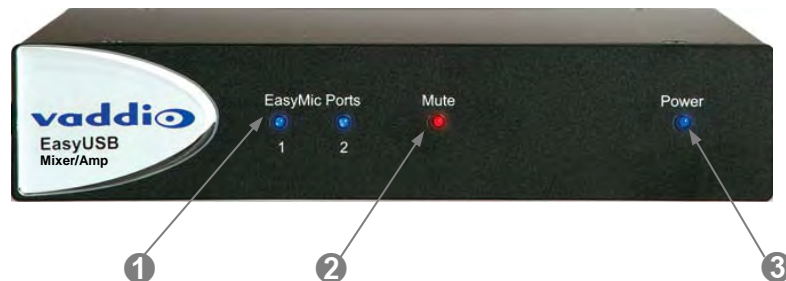 EasyMic Ports Mute Power
vaddio
EasyUSB
Mixer/Amp
1 2
1 2 3